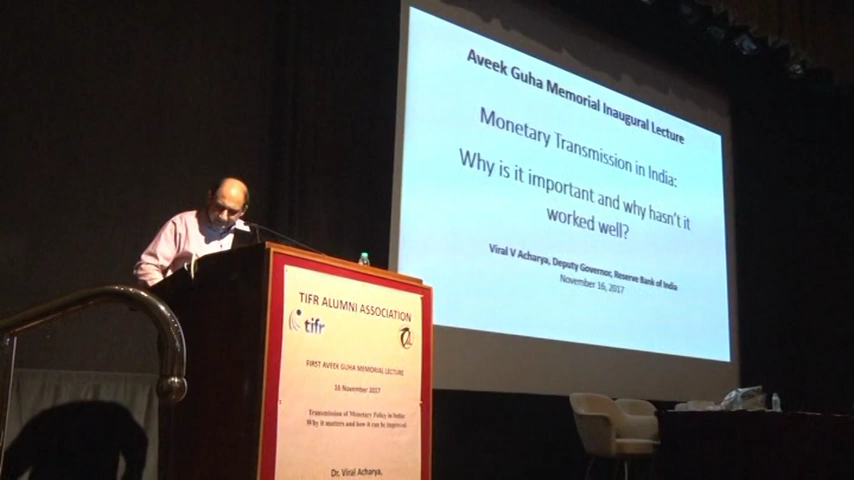 Aveek Guha Memorial Inaugural Lecture
Monetary Transmission in India:
Why is it important and why hasn't it
worked well?
Viral V Acharya, Deputy Governor, Reserve Bank of India
November 16, 2017
TIFR ALUMNI ASSOCIATION
tifr
FIRST AVEEK GUHA MEMORIAL LECTURE
16 November 2017
Transmission of Monetary Policy in India:
Why it matters and how it can be improved
Dr. Viral Acharya,